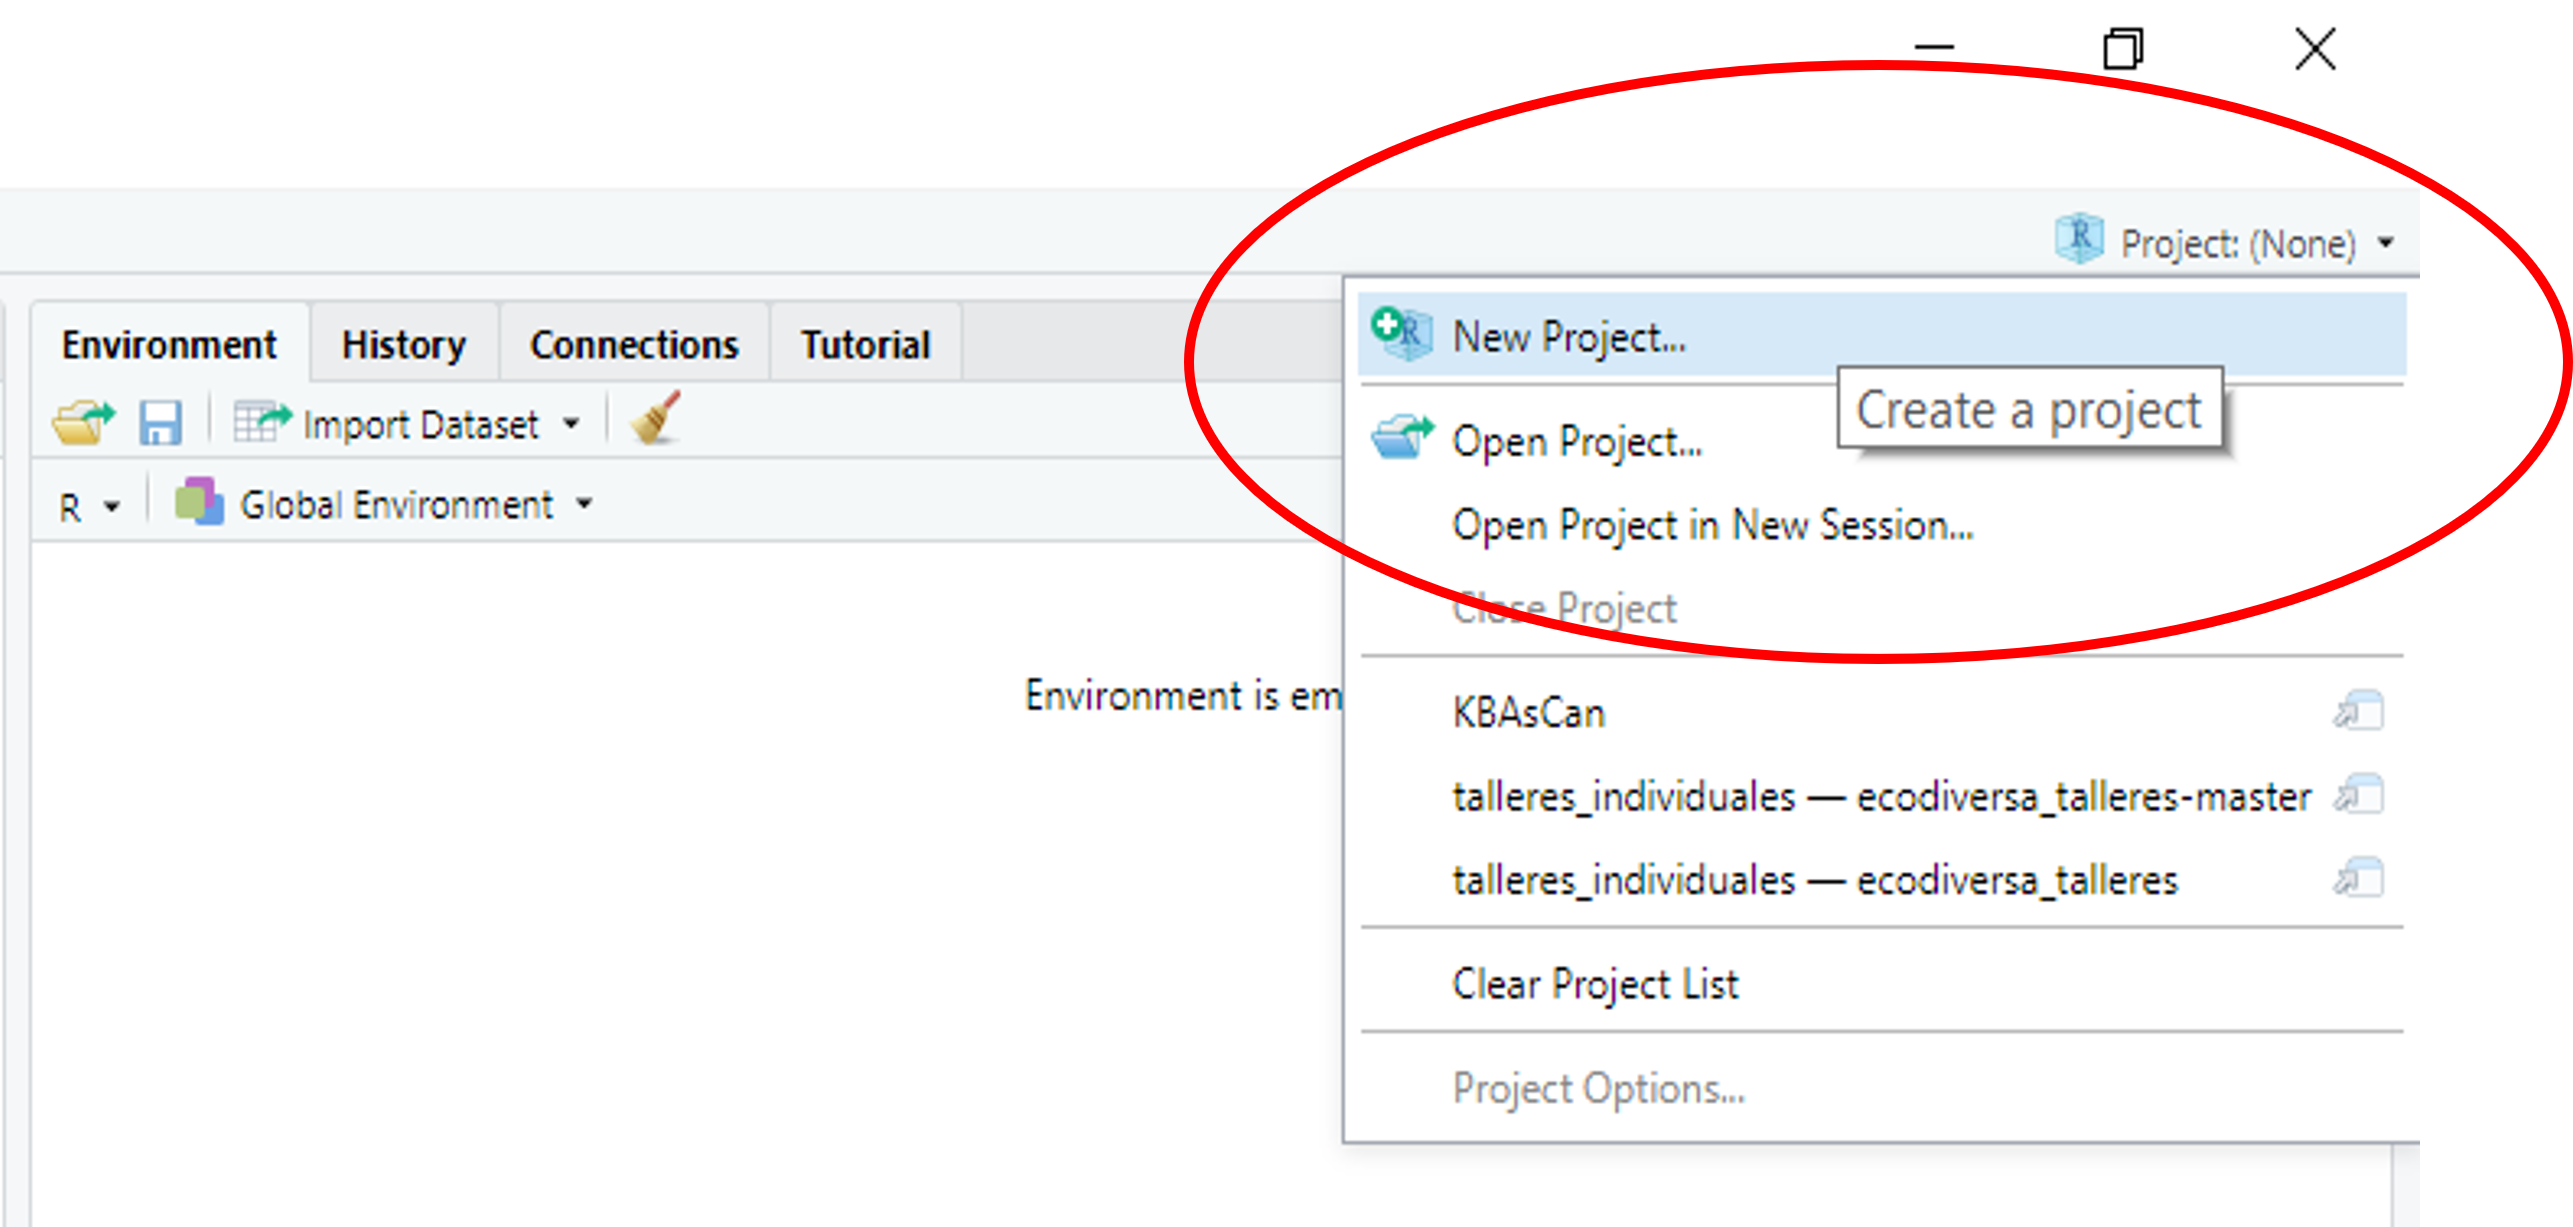 Project: (None)
Environment
History
Connections
Tutorial
Import Dataset
R
Global Environment
Environment is em
New Project...
Create a project
Open Project...
Open Project in New Session...
Close Project
KBAsCan
talleres_individuales — ecodiversa_talleres-master
talleres_individuales — ecodiversa_talleres
Clear Project List
Project Options...